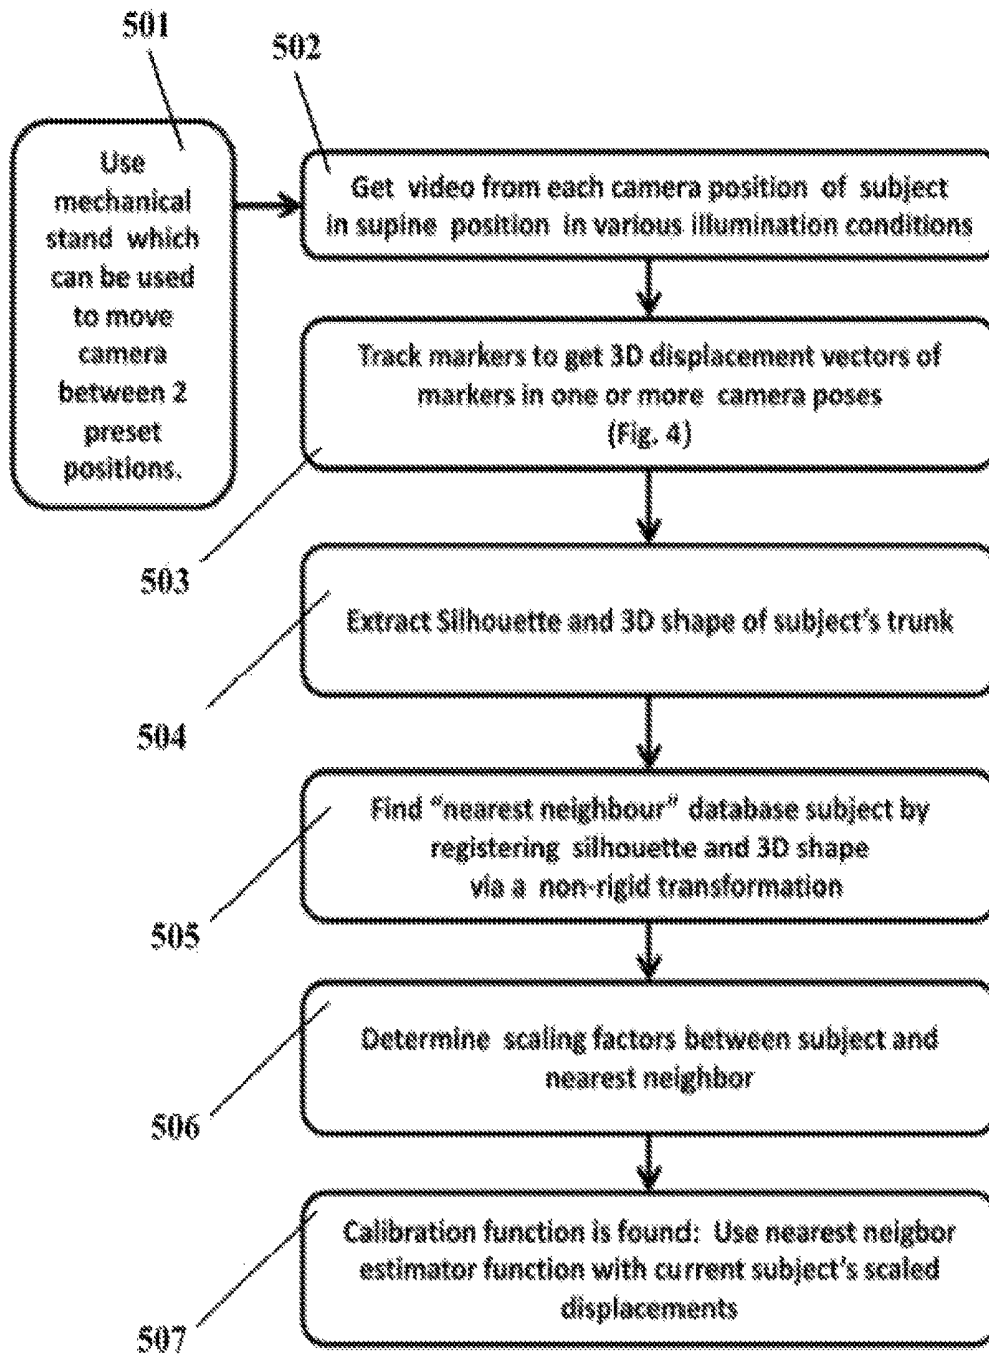 501
502
Use
mechanical
stand which
can be used
to move
camera
between 2
preset
positions.
Get video from each camera position of subject
in supine position in various illumination conditions
Track markers to get 3D displacement vectors of
markers in one or more camera poses
(Fig. 4)
503
Extract Silhouette and 3D shape of subject's trunk
504
Find "nearest neighbour" database subject by
registering silhouette and 3D shape
via a non-rigid transformation
505
Determine scaling factors between subject and
nearest neighbor
506
Calibration function is found: Use nearest neigbor
estimator function with current subject's scaled
displacements
507